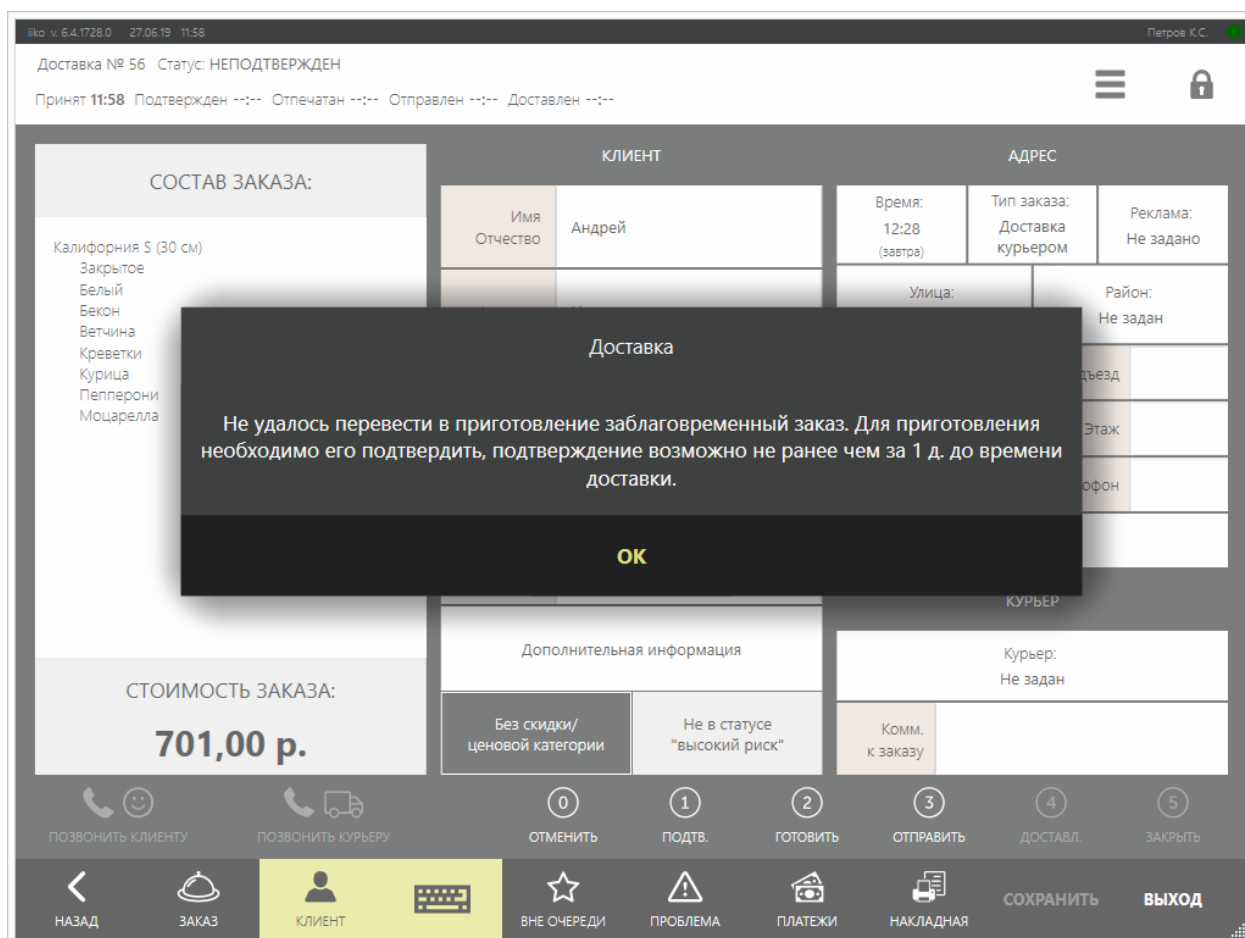 iiko v. 6.4.1728.0 27.06.19 11:58 Петров К.С.
Доставка № 56 Статус: НЕПОДТВЕРЖДЕН
Принят 11:58 Подтвержден --:-- Отпечатан --:-- Отправлен --:-- Доставлен --:--
СОСТАВ ЗАКАЗА:
Калифорния S (30 см)
Закрытое
Белый
Бекон
Ветчина
Креветки
Курица
Пепперони
Моцарелла
СТОИМОСТЬ ЗАКАЗА:
701,00 р.
КЛИЕНТ
Имя
Отчество
Андрей
Дополнительная информация
Без скидки/
ценовой категории
Не в статусе
"высокий риск"
АДРЕС
Время:
12:28
(завтра)
Тип заказа:
Доставка
курьером
Реклама:
Не задано
Улица:
Район:
Не задан
Этаж
КУРЬЕР
Курьер:
Не задан
Комм.
к заказу
Доставка
Не удалось перевести в приготовление заблаговременный заказ. Для приготовления
необходимо его подтвердить, подтверждение возможно не ранее чем за 1 д. до времени
доставки.
OK
ПОЗВОНИТЬ КЛИЕНТУ
ПОЗВОНИТЬ КУРЬЕРУ
0
ОТМЕНИТЬ
1
ПОДТВ.
2
ГОТОВИТЬ
3
ОТПРАВИТЬ
4
ДОСТАВЛ.
5
ЗАКРЫТЬ
НАЗАД
ЗАКАЗ
КЛИЕНТ
ВНЕ ОЧЕРЕДИ
ПРОБЛЕМА
ПЛАТЕЖИ
НАКЛАДНАЯ
СОХРАНИТЬ
ВЫХОД